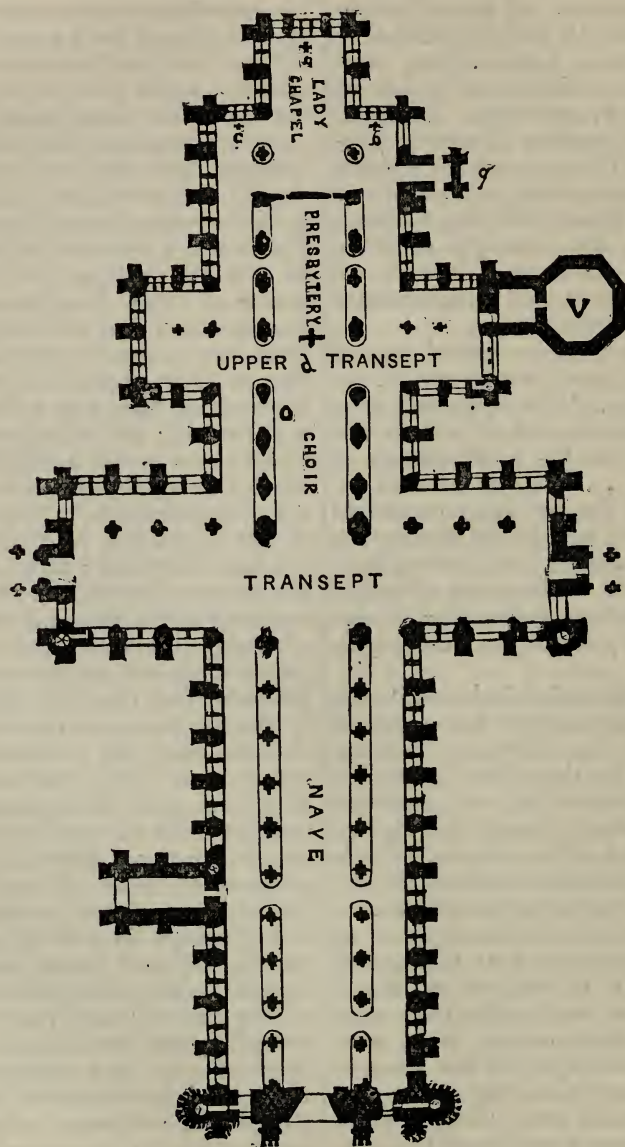 +a LADY
CHAPEL
+c.
+b
g
PRESBYTERY
+
V
UPPER d TRANSEPT
o
CHOIR
TRANSEPT
NAVE